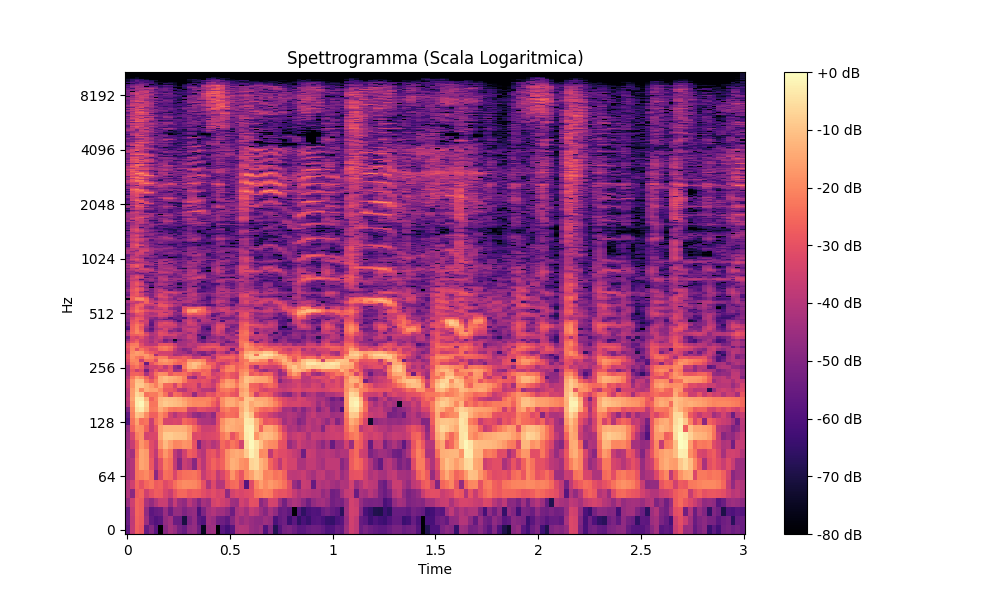 Spettrogramma (Scala Logaritmica)
Hz
8192
4096
2048
1024
512
256
128
64
0
0
0.5
1
1.5
2
2.5
3
Time
+0 dB
-10 dB
-20 dB
-30 dB
-40 dB
-50 dB
-60 dB
-70 dB
-80 dB